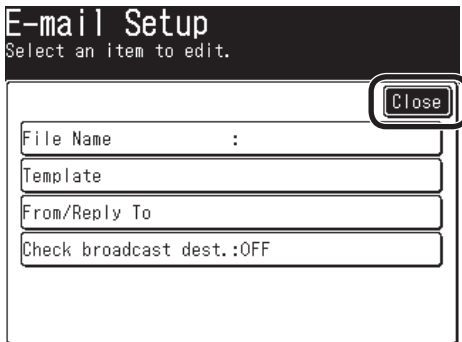 E-mail Setup
Select an item to edit.
Close
File Name :
Template
From/Reply To
Check broadcast dest.:OFF